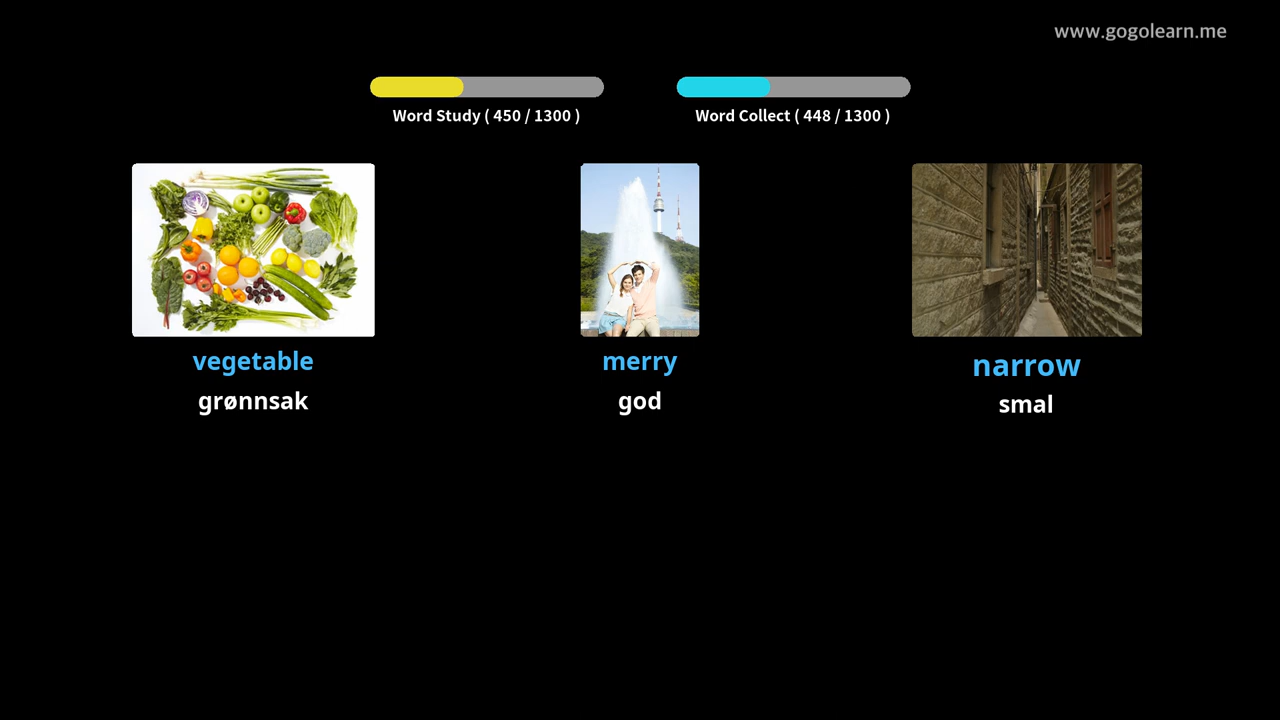 www.gogolearn.me
Word Study ( 450 / 1300 )
Word Collect ( 448 / 1300 )
vegetable
merry
narrow
grønnsak
god
smal